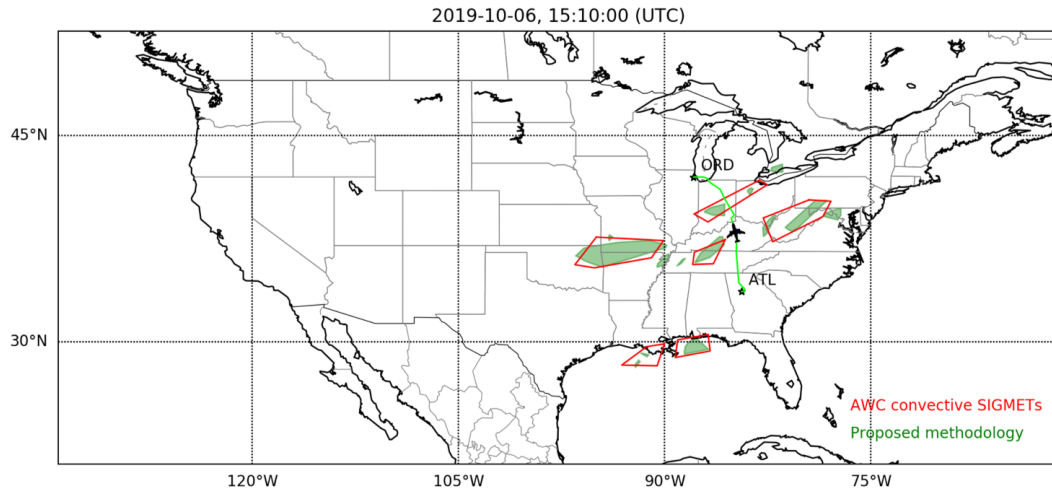 2019-10-06, 15:10:00 (UTC)
45°N
ORD
ATL
30°N
AWC convective SIGMETs
Proposed methodology
120°W 105°W 90°W 75°W